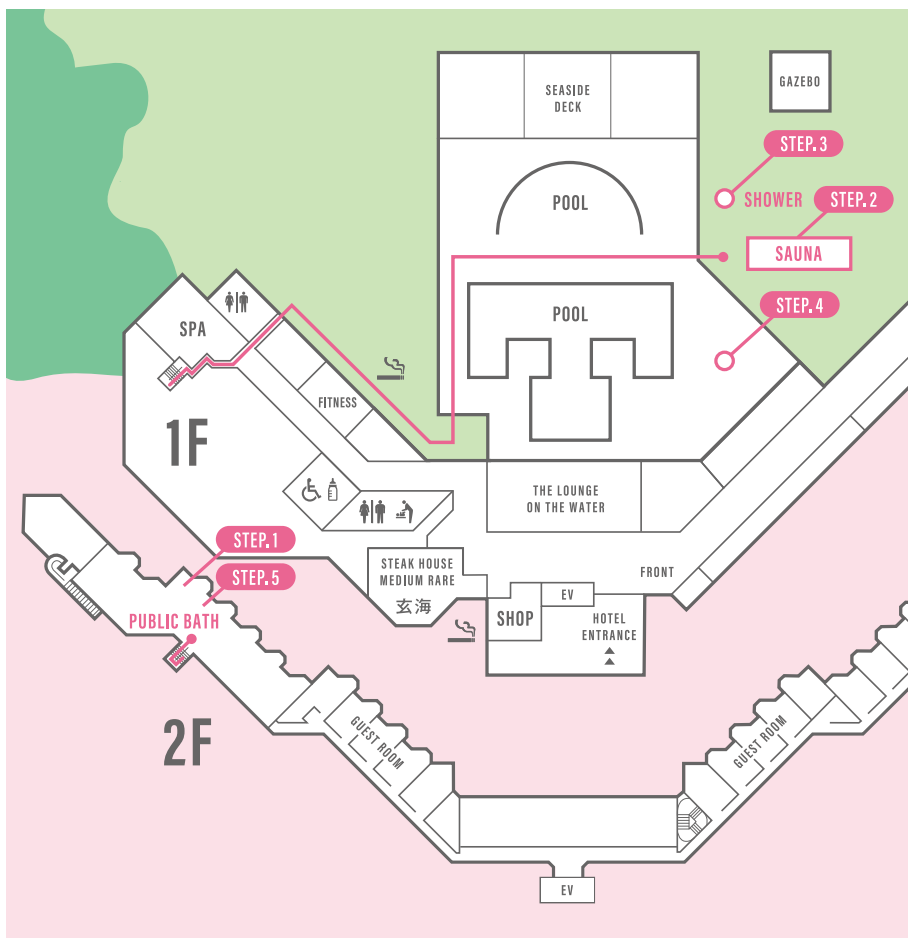 SEASIDE
DECK
GAZEBO
STEP.3
POOL
SHOWER
STEP.2
SAUNA
STEP.4
POOL
SPA
FITNESS
1F
THE LOUNGE
ON THE WATER
STEP.1
STEP.5
PUBLIC BATH
STEAK HOUSE
MEDIUM RARE
玄海
FRONT
SHOP
EV
HOTEL
ENTRANCE
2F
GUEST ROOM
GUEST ROOM
EV